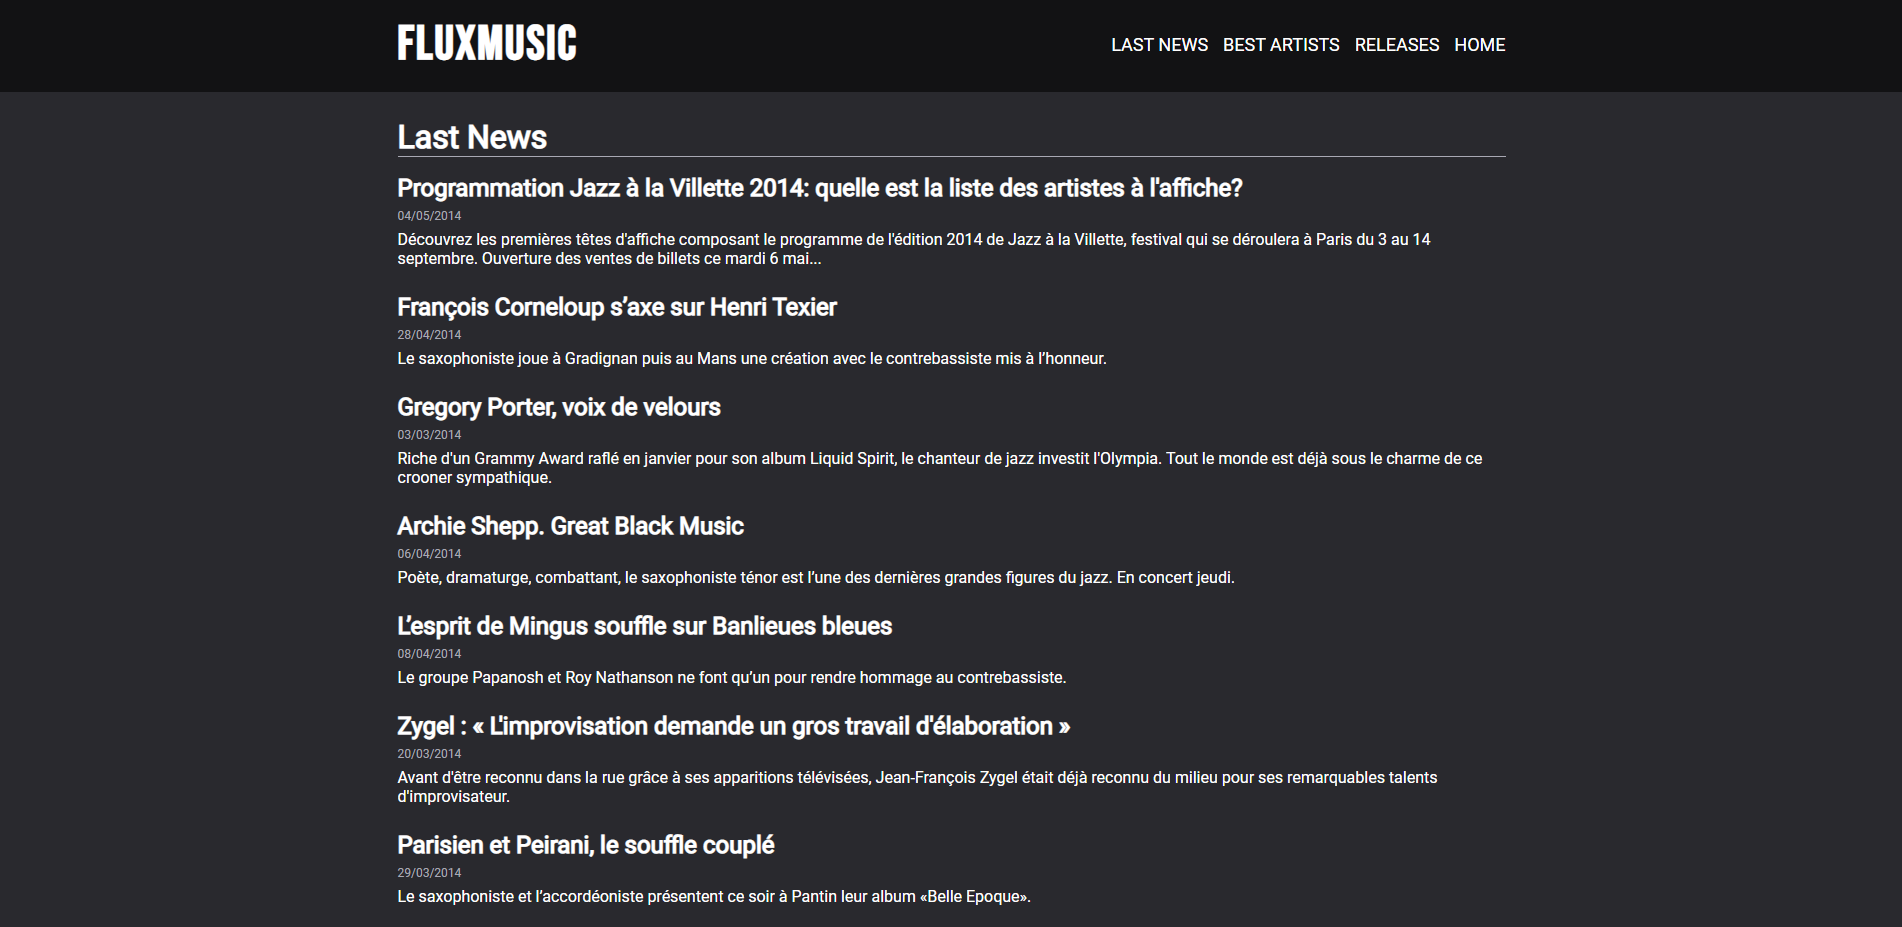 FLUXMUSIC
LAST NEWS BEST ARTISTS RELEASES HOME
Last News
Programmation Jazz à la Villette 2014: quelle est la liste des artistes à l'affiche?
04/05/2014
Découvrez les premières têtes d'affiche composant le programme de l'édition 2014 de Jazz à la Villette, festival qui se déroulera à Paris du 3 au 14
septembre. Ouverture des ventes de billets ce mardi 6 mai...
François Corneloup s’axe sur Henri Texier
28/04/2014
Le saxophoniste joue à Gradignan puis au Mans une création avec le contrebassiste mis à l’honneur.
Gregory Porter, voix de velours
03/03/2014
Riche d'un Grammy Award raflé en janvier pour son album Liquid Spirit, le chanteur de jazz investit l'Olympia. Tout le monde est déjà sous le charme de ce
crooner sympathique.
Archie Shepp. Great Black Music
06/04/2014
Poète, dramaturge, combattant, le saxophoniste ténor est l’une des dernières grandes figures du jazz. En concert jeudi.
L’esprit de Mingus souffle sur Banlieues bleues
08/04/2014
Le groupe Papanosh et Roy Nathanson ne font qu’un pour rendre hommage au contrebassiste.
Zygel : « L'improvisation demande un gros travail d'élaboration »
20/03/2014
Avant d'être reconnu dans la rue grâce à ses apparitions télévisées, Jean-François Zygel était déjà reconnu du milieu pour ses remarquables talents
d'improvisateur.
Parisien et Peirani, le souffle couplé
29/03/2014
Le saxophoniste et l’accordéoniste présentent ce soir à Pantin leur album «Belle Epoque».